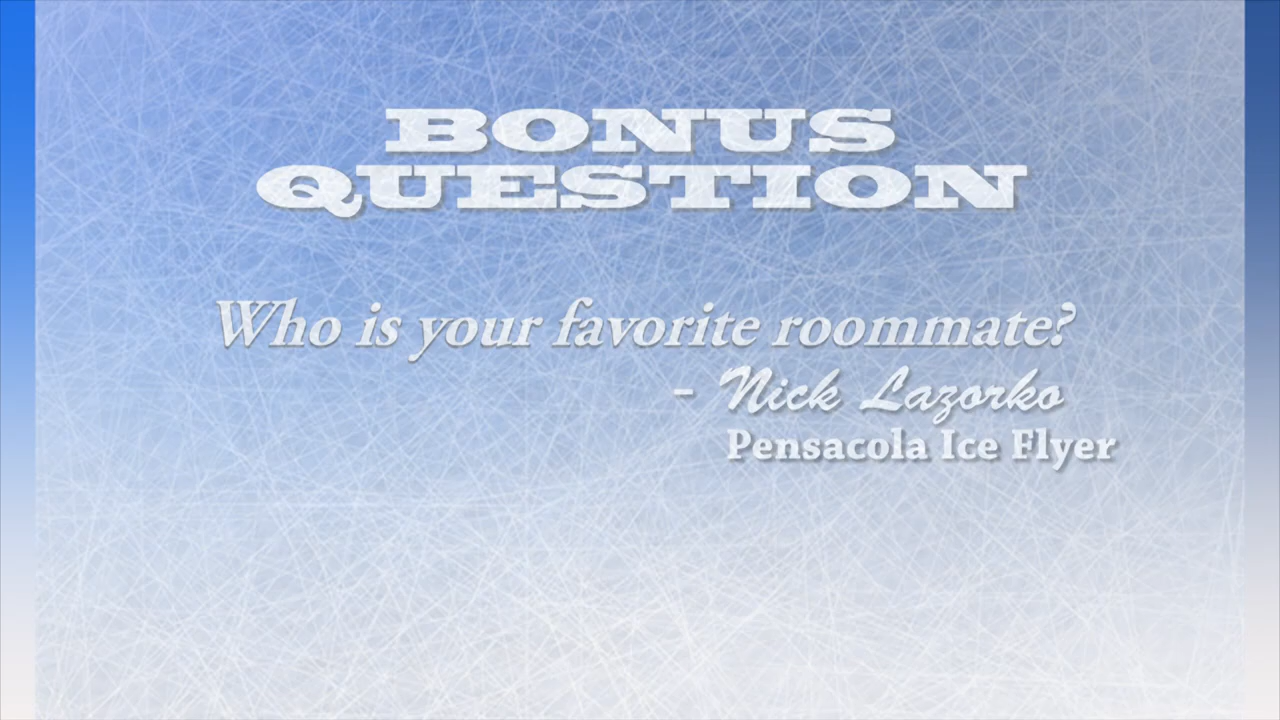 BONUS
QUESTION
Who is your favorite roommate?
- Nick Lazorko
Pensacola Ice Flyer